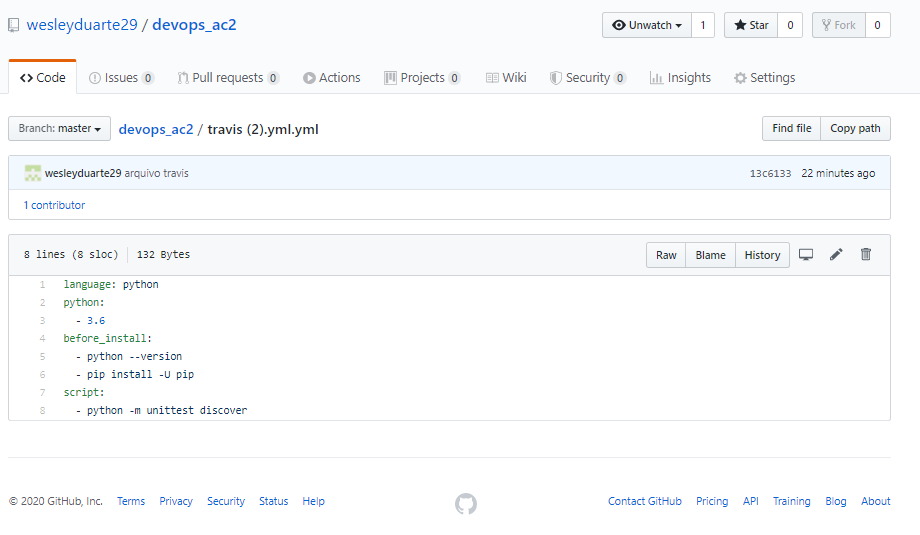 wesleyduarte29 / devops_ac2
Unwatch 1 Star 0 Fork 0
Code Issues 0 Pull requests 0 Actions Projects 0 Wiki Security 0 Insights Settings
Branch: master devops_ac2 / travis (2).yml.yml Find file Copy path
wesleyduarte29 arquivo travis 13c6133 22 minutes ago
1 contributor
8 lines (8 sloc) 132 Bytes Raw Blame History
1 language: python
2 python:
3 - 3.6
4 before_install:
5 - python --version
6 - pip install -U pip
7 script:
8 - python -m unittest discover
© 2020 GitHub, Inc. Terms Privacy Security Status Help Contact GitHub Pricing API Training Blog About